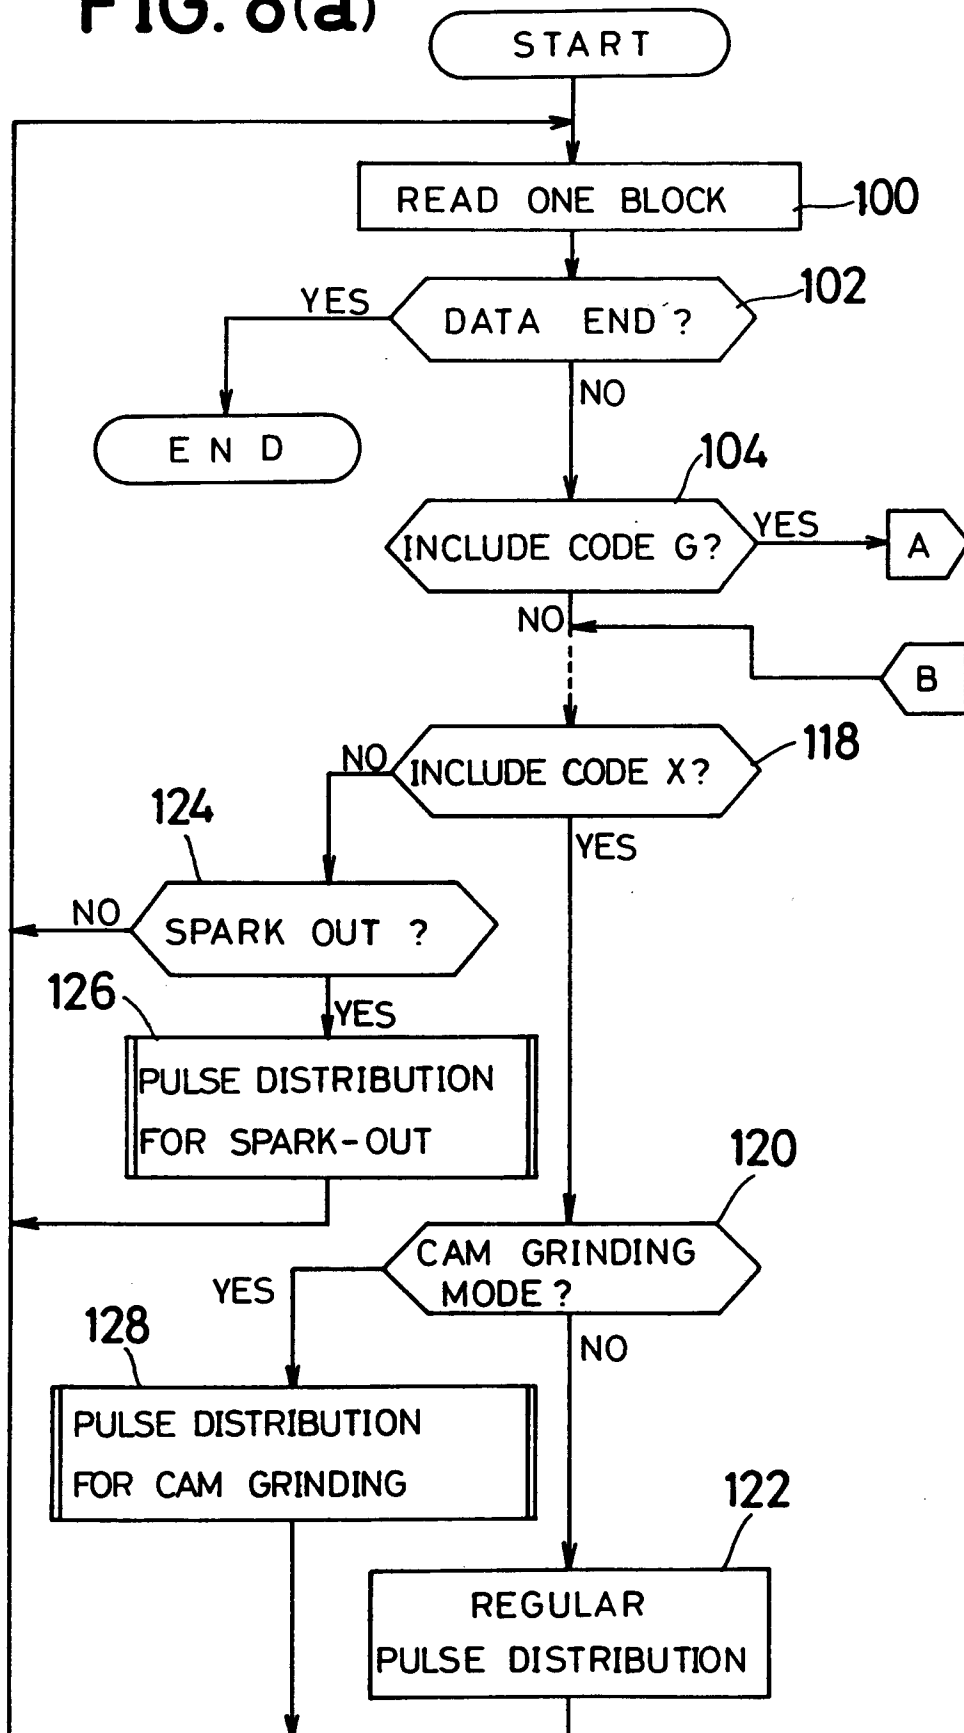 FIG. 8(a)
START
READ ONE BLOCK
100
102
YES
DATA END ?
NO
END
104
INCLUDE CODE G?
YES
A
NO
B
118
NO
INCLUDE CODE X?
124
YES
NO
SPARK OUT ?
126
YES
PULSE DISTRIBUTION
FOR SPARK-OUT
120
CAM GRINDING
MODE ?
YES
128
NO
PULSE DISTRIBUTION
FOR CAM GRINDING
122
REGULAR
PULSE DISTRIBUTION